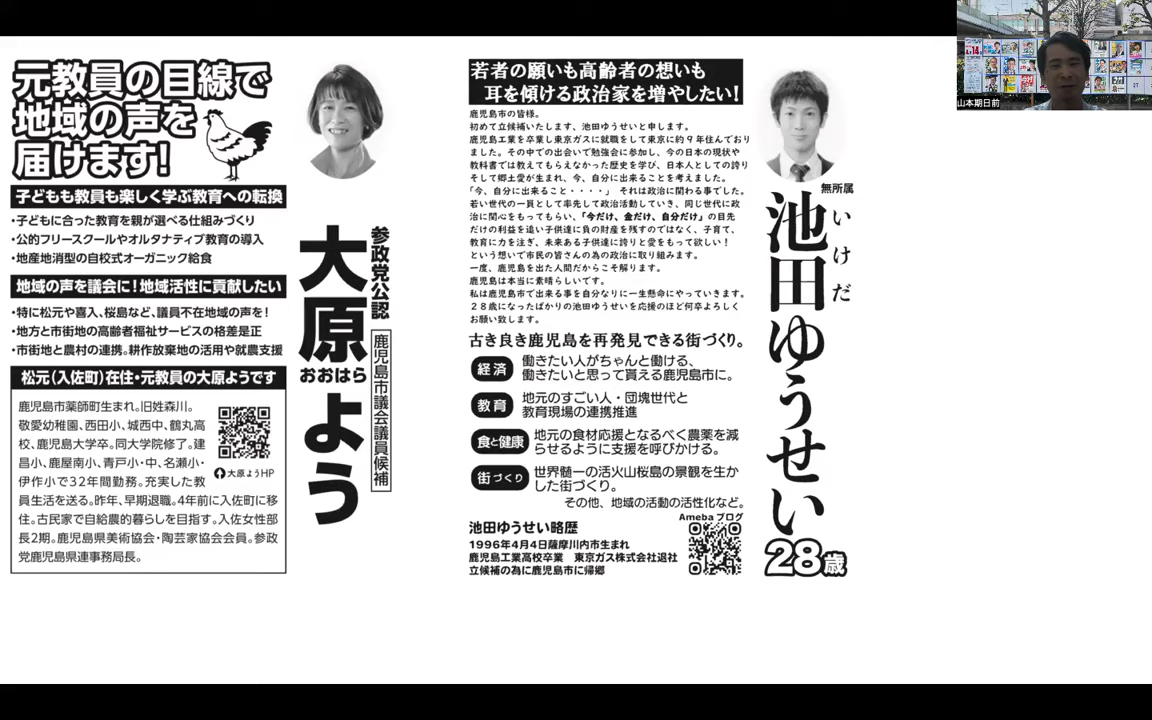 元教員の目線で
地域の声を
届けます!
子どもも教員も楽しく学ぶ教育への転換
・子どもに合った教育を親が選べる仕組みづくり
・公的フリースクールやオルタナティブ教育の導入
・地産地消型の自校式オーガニック給食
地域の声を議会に!地域活性に貢献したい
・特に松元や喜入、桜島など、議員不在地域の声を!
・地方と市街地の高齢者福祉サービスの格差是正
・市街地と農村の連携。耕作放棄地の活用や就農支援
松元(入佐町)在住・元教員の大原ようです
鹿児島市薬師町生まれ。旧姓森川。
敬愛幼稚園、西田小、城西中、鶴丸高
校、鹿児島大学卒。同大学院修了。建
昌小、鹿屋南小、青戸小・中、名瀬小・
伊作小で32年間勤務。充実した教
員生活を送る。昨年、早期退職。4年前に入佐町に移
住。古民家で自給農的暮らしを目指す。入佐女性部
長2期。鹿児島県美術協会・陶芸家協会会員。参政
党鹿児島県連事務局長。
大原ようHP
参政党公認
鹿児島市議会議員候補
大原よう
おおはら
若者の願いも高齢者の想いも
耳を傾ける政治家を増やしたい!
鹿児島市の皆様。
初めて立候補いたします、池田ゆうせいと申します。
鹿児島工業を卒業し東京ガスに就職をして東京に約9年住んでおり
ました。その中での出会いで勉強会に参加し、今の日本の現状や
教科書では教えてもらえなかった歴史を学び、日本人としての誇り
そして郷土愛が生まれ、今、自分に出来ることを考えました。
「今、自分に出来ること・・・・」 それは政治に関わる事でした。
若い世代の一員として率先して政治活動していき、同じ世代に政
治に関心をもってもらい、「今だけ、金だけ、自分だけ」の目先
だけの利益を追い子供達に負の財産を残すのではなく、子育て、
教育に力を注ぎ、未来ある子供達に誇りと愛をもって欲しい!
という想いで市民の皆さんの為の政治に取り組みます。
一度、鹿児島を出た人間だからこそ解ります。
鹿児島は本当に素晴らしいです。
私は鹿児島市で出来る事を自分なりに一生懸命にやっていきます。
28歳になったばかりの池田ゆうせいを応援のほど何卒よろしく
お願い致します。
古き良き鹿児島を再発見できる街づくり。
経済 働きたい人がちゃんと働ける、
働きたいと思って貰える鹿児島市に。
教育 地元のすごい人・団塊世代と
教育現場の連携推進
食と健康 地元の食材応援となるべく農薬を減
らせるように支援を呼びかける。
街づくり 世界髄一の活火山桜島の景観を生か
した街づくり。
その他、地域の活動の活性化など。
Ameba ブログ
池田ゆうせい略歴
1996年4月4日薩摩川内市生まれ
鹿児島工業高校卒業 東京ガス株式会社退社
立候補の為に鹿児島市に帰郷
無所属
いけだ
池田ゆうせい
28歳
山本期日前